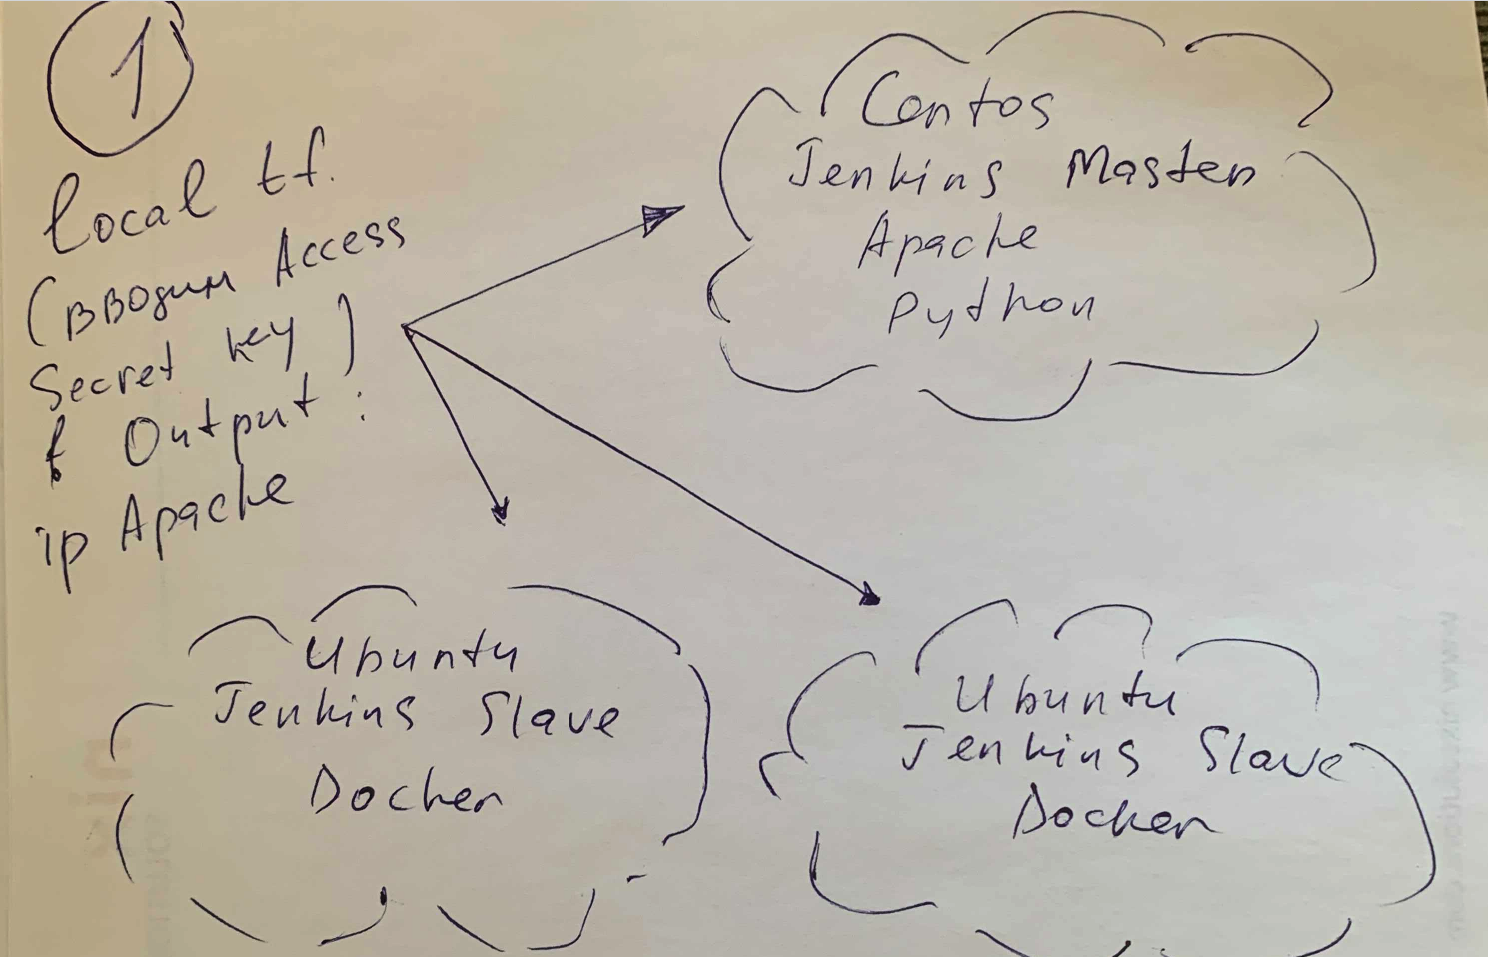 1
Local tf.
(вводим Access
Secret key)
Output:
ip Apache
Centos
Jenkins Master
Apache
Python
Ubuntu
Jenkins Slave
Docker
Ubuntu
Jenkins Slave
Docker